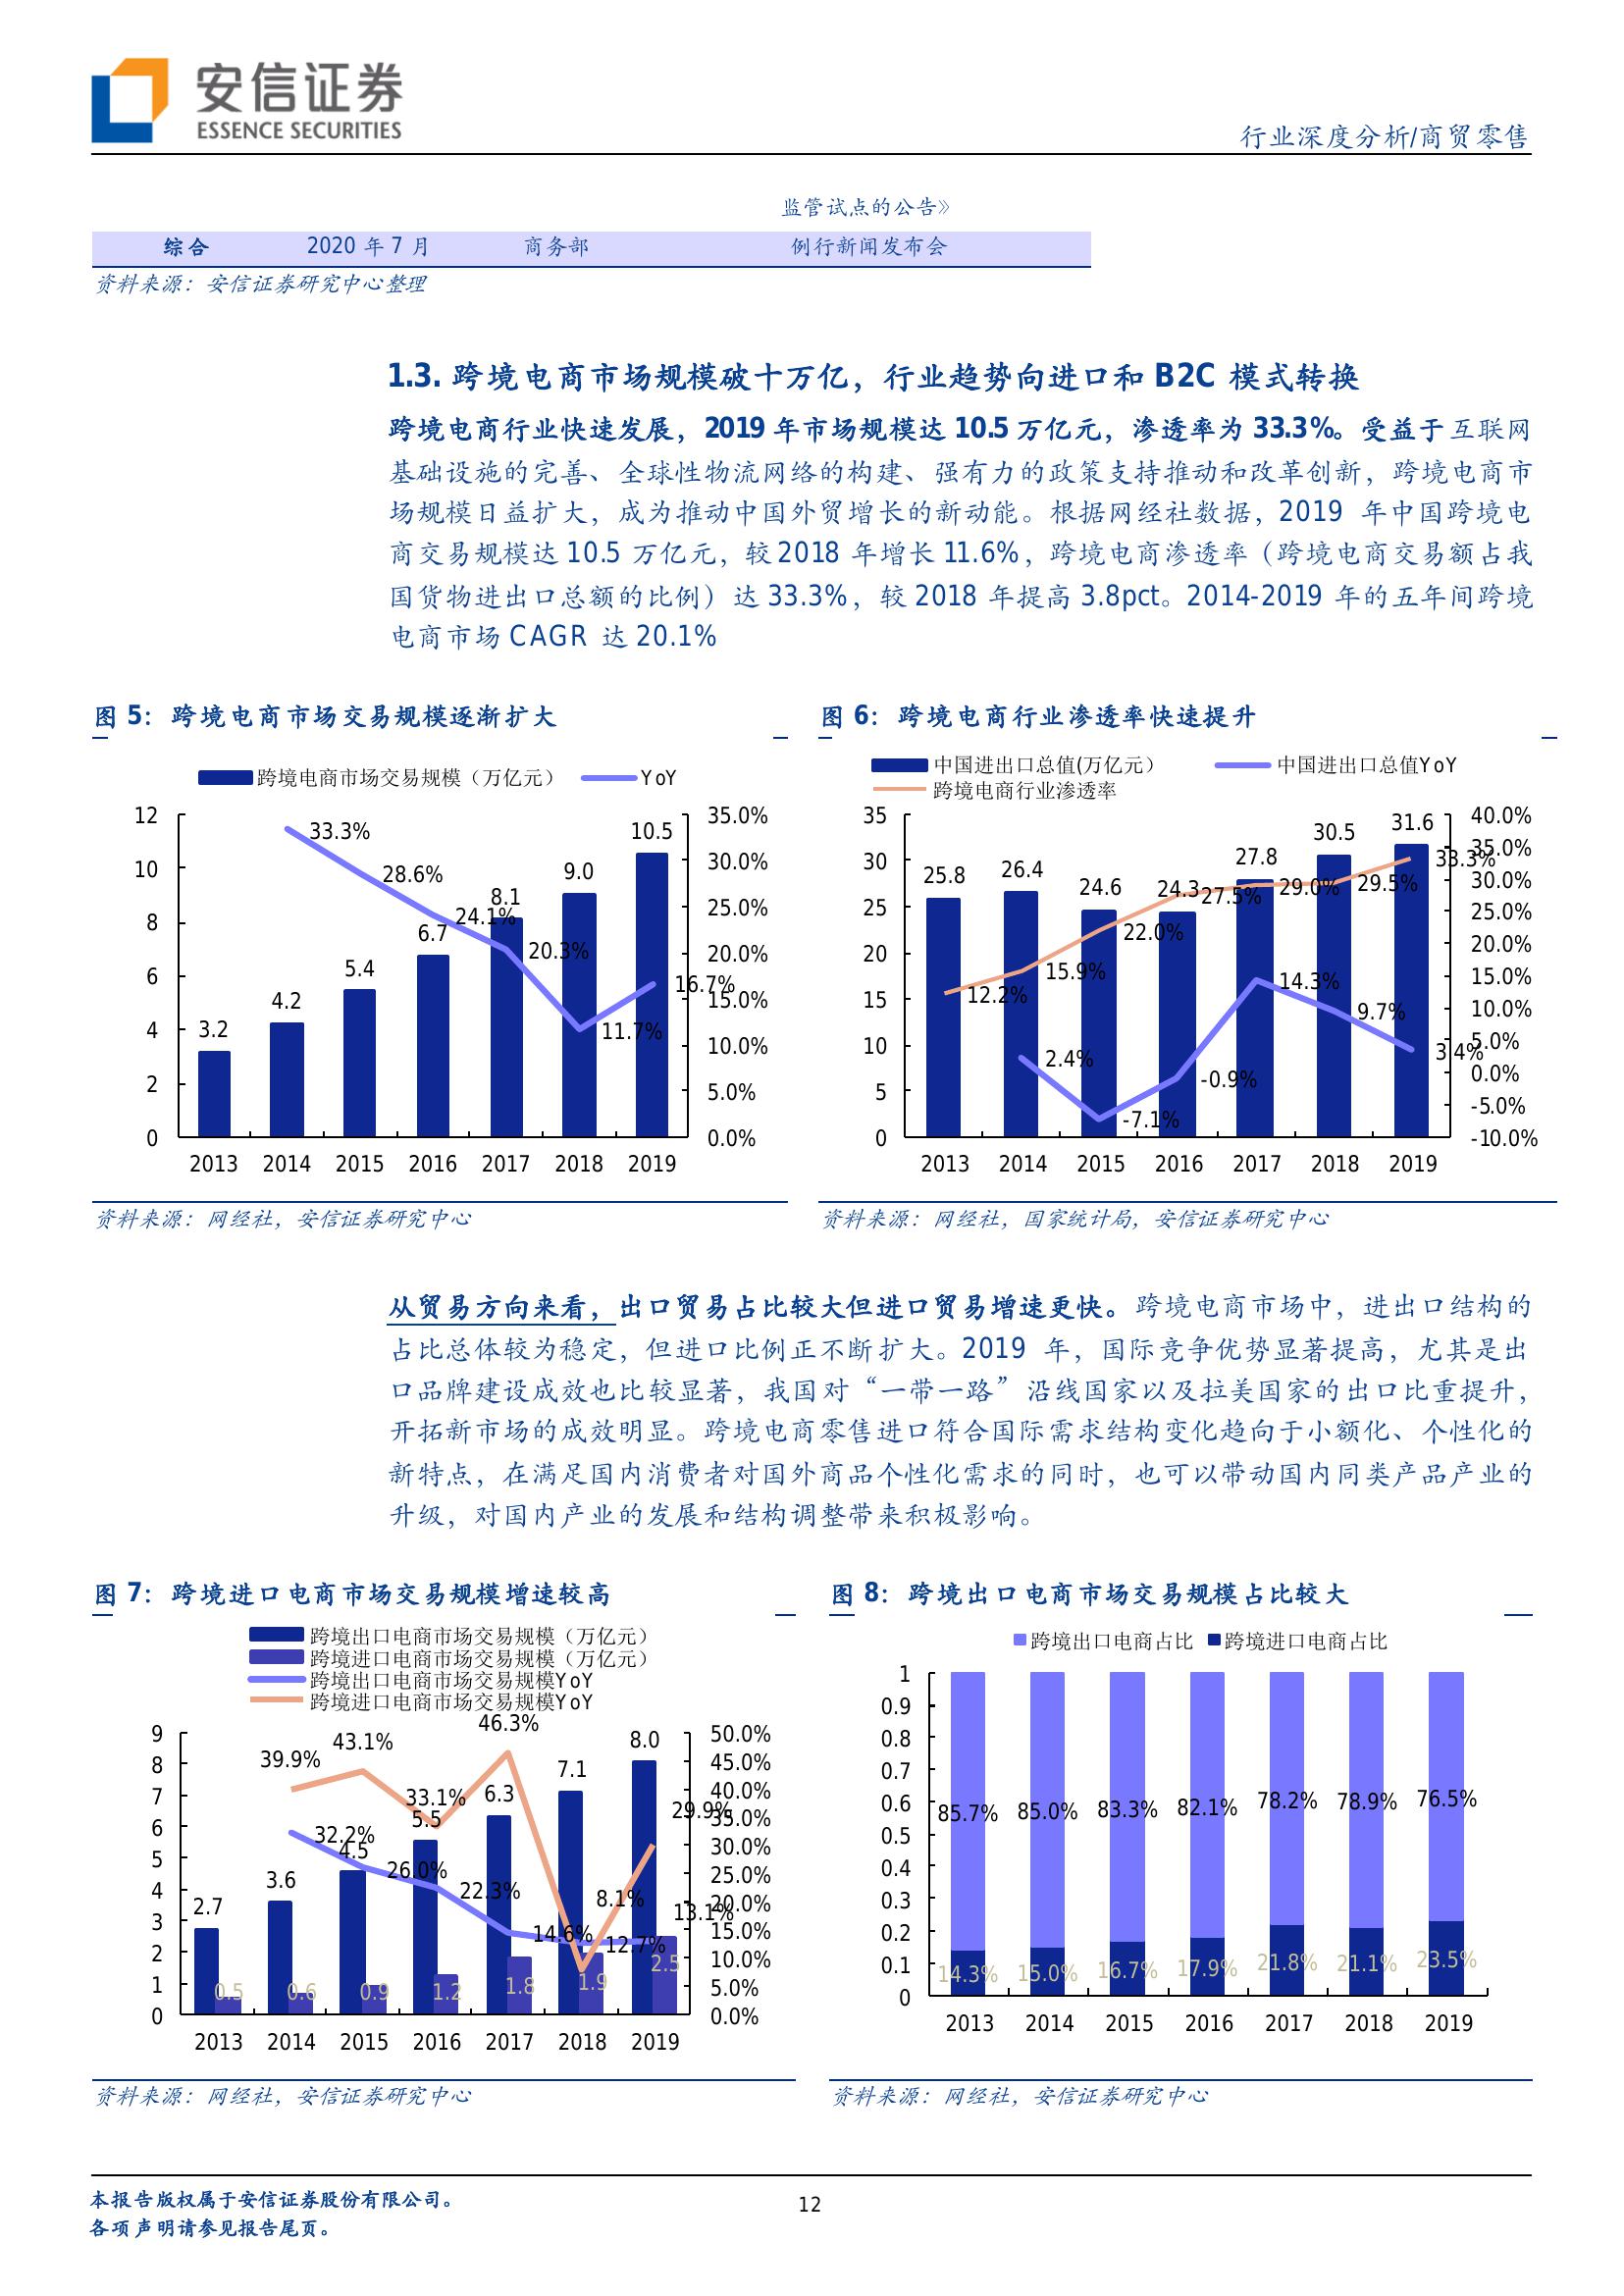 安信证券
ESSENCE SECURITIES
行业深度分析/商贸零售
监管试点的公告》
综合 2020 年 7 月 商务部 例行新闻发布会
资料来源：安信证券研究中心整理
1.3. 跨境电商市场规模破十万亿，行业趋势向进口和 B2C 模式转换
跨境电商行业快速发展，2019 年市场规模达 10.5 万亿元，渗透率为 33.3%。受益于互联网
基础设施的完善、全球性物流网络的构建、强有力的政策支持推动和改革创新，跨境电商市
场规模日益扩大，成为推动中国外贸增长的新动能。根据网经社数据，2019 年中国跨境电
商交易规模达 10.5 万亿元，较 2018 年增长 11.6%，跨境电商渗透率（跨境电商交易额占我
国货物进出口总额的比例）达 33.3%，较 2018 年提高 3.8pct。2014-2019 年的五年间跨境
电商市场 CAGR 达 20.1%
图 5：跨境电商市场交易规模逐渐扩大
跨境电商市场交易规模（万亿元） YoY
12 10 8 6 4 2 0
35.0% 30.0% 25.0% 20.0% 15.0% 10.0% 5.0% 0.0%
3.2 4.2 5.4 6.7 8.1 9.0 10.5
33.3% 28.6% 24.1% 20.3% 11.7% 16.7%
2013 2014 2015 2016 2017 2018 2019
资料来源：网经社，安信证券研究中心
图 6：跨境电商行业渗透率快速提升
中国进出口总值(万亿元） 中国进出口总值YoY
跨境电商行业渗透率
35 30 25 20 15 10 5 0
40.0% 35.0% 30.0% 25.0% 20.0% 15.0% 10.0% 5.0% 0.0% -5.0% -10.0%
25.8 26.4 24.6 24.3 27.8 30.5 31.6
12.2% 15.9% 22.0% 27.5% 29.0% 29.5% 33.3%
2.4% -7.1% -0.9% 14.3% 9.7% 3.4%
2013 2014 2015 2016 2017 2018 2019
资料来源：网经社，国家统计局，安信证券研究中心
从贸易方向来看，出口贸易占比较大但进口贸易增速更快。跨境电商市场中，进出口结构的
占比总体较为稳定，但进口比例正不断扩大。2019 年，国际竞争优势显著提高，尤其是出
口品牌建设成效也比较显著，我国对“一带一路”沿线国家以及拉美国家的出口比重提升，
开拓新市场的成效明显。跨境电商零售进口符合国际需求结构变化趋向于小额化、个性化的
新特点，在满足国内消费者对国外商品个性化需求的同时，也可以带动国内同类产品产业的
升级，对国内产业的发展和结构调整带来积极影响。
图 7：跨境进口电商市场交易规模增速较高
跨境出口电商市场交易规模（万亿元）
跨境进口电商市场交易规模（万亿元）
跨境出口电商市场交易规模YoY
跨境进口电商市场交易规模YoY
9 8 7 6 5 4 3 2 1 0
50.0% 45.0% 40.0% 35.0% 30.0% 25.0% 20.0% 15.0% 10.0% 5.0% 0.0%
39.9% 43.1% 33.1% 46.3% 8.1% 29.9%
32.2% 26.0% 22.3% 14.6% 12.7% 13.1%
2.7 3.6 4.5 5.5 6.3 7.1 8.0
0.5 0.6 0.9 1.2 1.8 1.9 2.5
2013 2014 2015 2016 2017 2018 2019
资料来源：网经社，安信证券研究中心
图 8：跨境出口电商市场交易规模占比较大
跨境出口电商占比 跨境进口电商占比
1 0.9 0.8 0.7 0.6 0.5 0.4 0.3 0.2 0.1 0
85.7% 85.0% 83.3% 82.1% 78.2% 78.9% 76.5%
14.3% 15.0% 16.7% 17.9% 21.8% 21.1% 23.5%
2013 2014 2015 2016 2017 2018 2019
资料来源：网经社，安信证券研究中心
本报告版权属于安信证券股份有限公司。
各项声明请参见报告尾页。
12